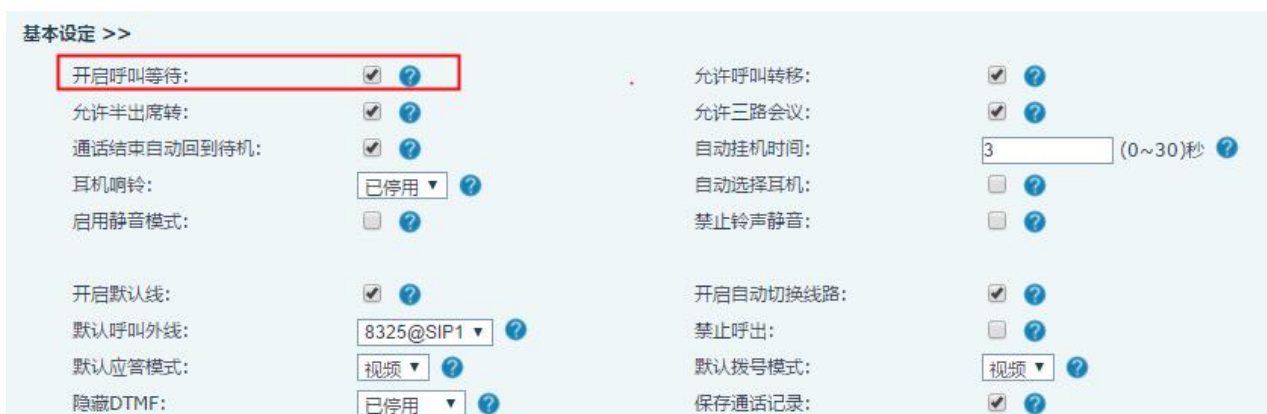 基本设定 >>
开启呼叫等待: 允许呼叫转移:
允许半出席转: 允许三路会议:
通话结束自动回到待机: 自动挂机时间: 3 (0~30)秒
耳机响铃: 已停用 自动选择耳机:
启用静音模式: 禁止铃声静音:
开启默认线: 开启自动切换线路:
默认呼叫外线: 8325@SIP1 禁止呼出:
默认应答模式: 视频 默认拨号模式: 视频
隐藏DTMF: 已停用 保存通话记录: